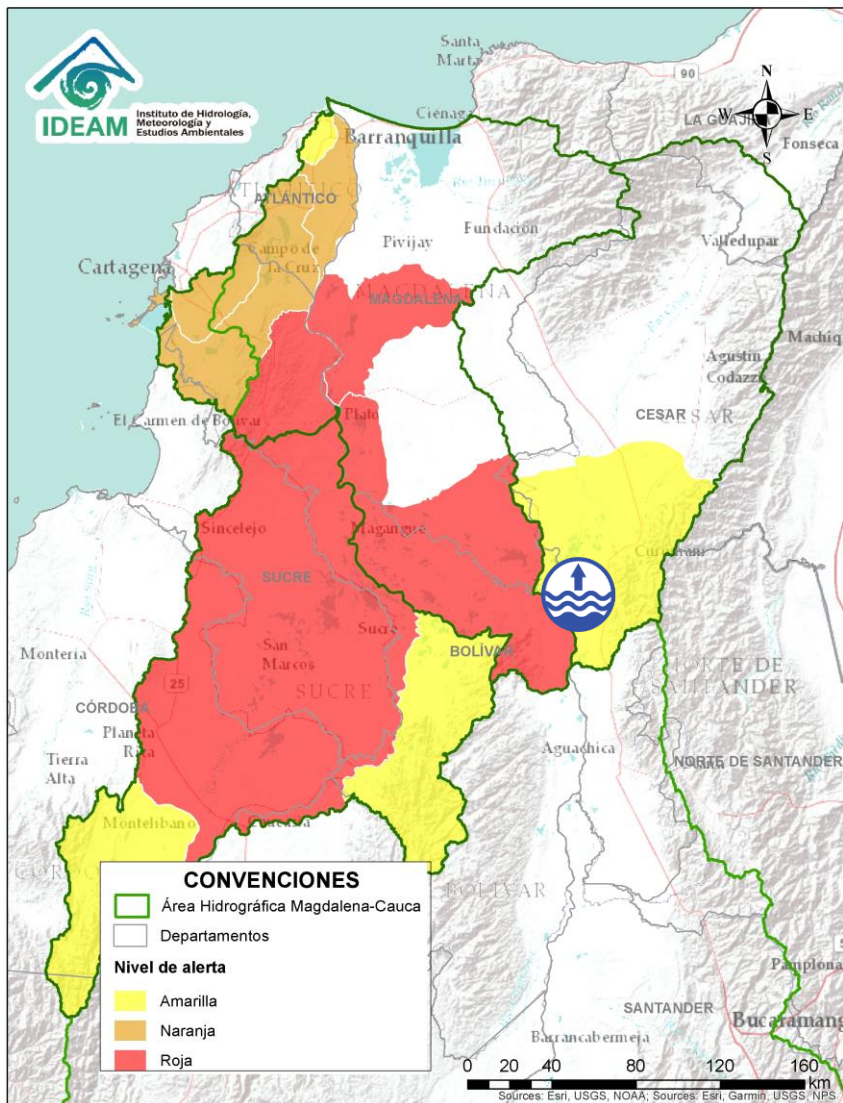 IDEAM
Instituto de Hidrología,
Meteorología y
Estudios Ambientales
Santa
Marta
90
N
W
E
S
LA GUAJI
Ciénaga
Barranquilla
Fonseca
ATLÁNTICO
Fundación
Pivijay
Valledupar
Campo de
la Cruz
Cartagena
MAGDALENA
Machiq
Agustín
Codazzi
Plato
CESAR
El Carmen de Bolívar
Sincelejo
Magangué
SUCRE
Sucre
San
Marcos
SUCRE
BOLÍVAR
Montería
25
NORTE DE
SANTANDER
CÓRDOBA
Planeta
Rica
Aguachica
Tierra
Alta
NORTE DE SANTANDER
Montelíbano
BOLÍVAR
CONVENCIONES
Área Hidrográfica Magdalena-Cauca
Departamentos
Nivel de alerta
Amarilla
Naranja
Roja
Pamplona
SANTANDER
Bucaramang
Barrancabermeja
0 20 40 80 120 160
km
Sources: Esri, USGS, NOAA; Sources: Esri, Garmin, USGS, NPS